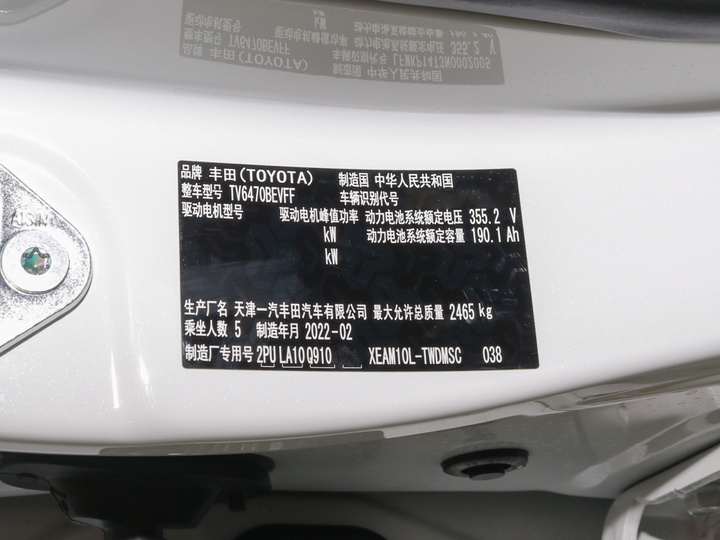 品牌 丰田(TOYOTA) 制造国 中华人民共和国
整车型号 TV6470BEVFF 车辆识别代号
驱动电机型号 驱动电机峰值功率 动力电池系统额定电压 355.2 V
kW 动力电池系统额定容量 190.1 Ah
kW
生产厂名 天津一汽丰田汽车有限公司 最大允许总质量 2465 kg
乘坐人数 5 制造年月 2022-02
制造厂专用号 2PU LA10 Q910 XEAM10L-TWDMSC 038
AISIN